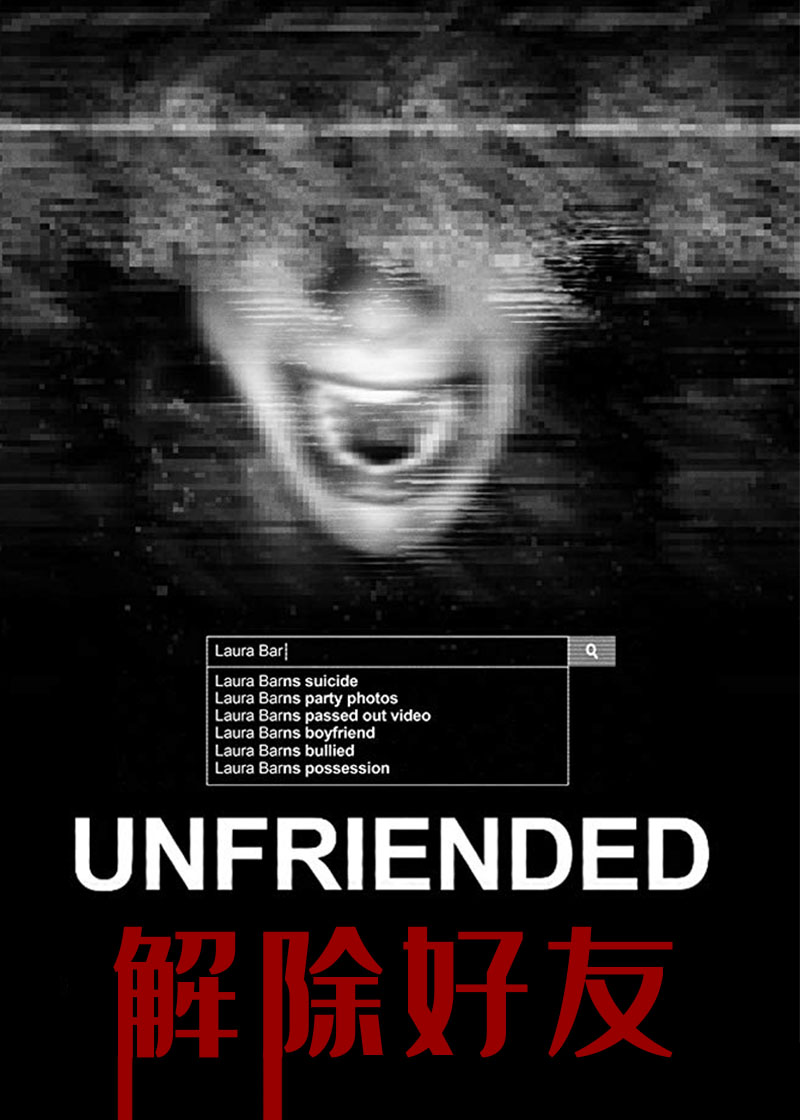 Laura Bar
Laura Barns suicide
Laura Barns party photos
Laura Barns passed out video
Laura Barns boyfriend
Laura Barns bullied
Laura Barns possession
UNFRIENDED
解除好友